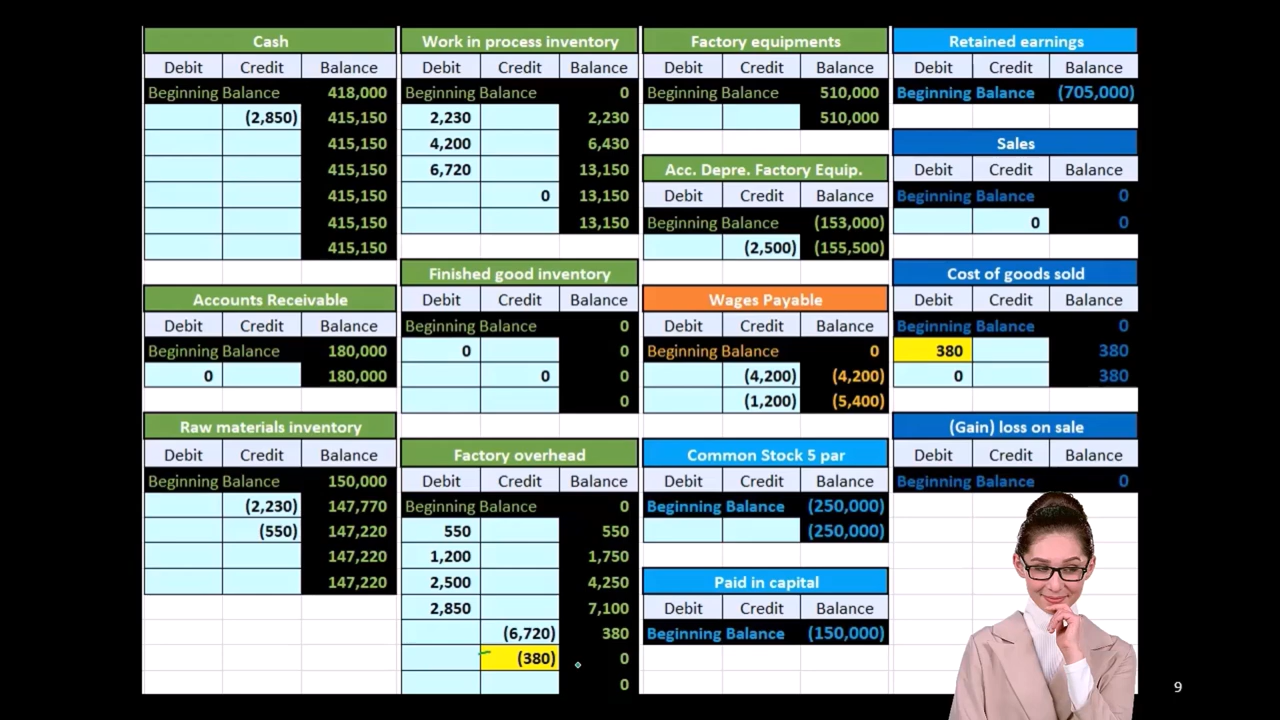 Cash
Debit Credit Balance
Beginning Balance 418,000
(2,850) 415,150
415,150
415,150
415,150
415,150
415,150
Accounts Receivable
Debit Credit Balance
Beginning Balance 180,000
0 180,000
Raw materials inventory
Debit Credit Balance
Beginning Balance 150,000
(2,230) 147,770
(550) 147,220
147,220
147,220
Work in process inventory
Debit Credit Balance
Beginning Balance 0
2,230 2,230
4,200 6,430
6,720 13,150
0 13,150
13,150
Finished good inventory
Debit Credit Balance
Beginning Balance 0
0 0
0 0
0
Factory overhead
Debit Credit Balance
Beginning Balance 0
550 550
1,200 1,750
2,500 4,250
2,850 7,100
(6,720) 380
(380) 0
0
Factory equipments
Debit Credit Balance
Beginning Balance 510,000
510,000
Acc. Depre. Factory Equip.
Debit Credit Balance
Beginning Balance (153,000)
(2,500) (155,500)
Wages Payable
Debit Credit Balance
Beginning Balance 0
(4,200) (4,200)
(1,200) (5,400)
Common Stock 5 par
Debit Credit Balance
Beginning Balance (250,000)
(250,000)
Paid in capital
Debit Credit Balance
Beginning Balance (150,000)
Retained earnings
Debit Credit Balance
Beginning Balance (705,000)
Sales
Debit Credit Balance
Beginning Balance 0
0 0
Cost of goods sold
Debit Credit Balance
Beginning Balance 0
380 380
0 380
(Gain) loss on sale
Debit Credit Balance
Beginning Balance 0
9